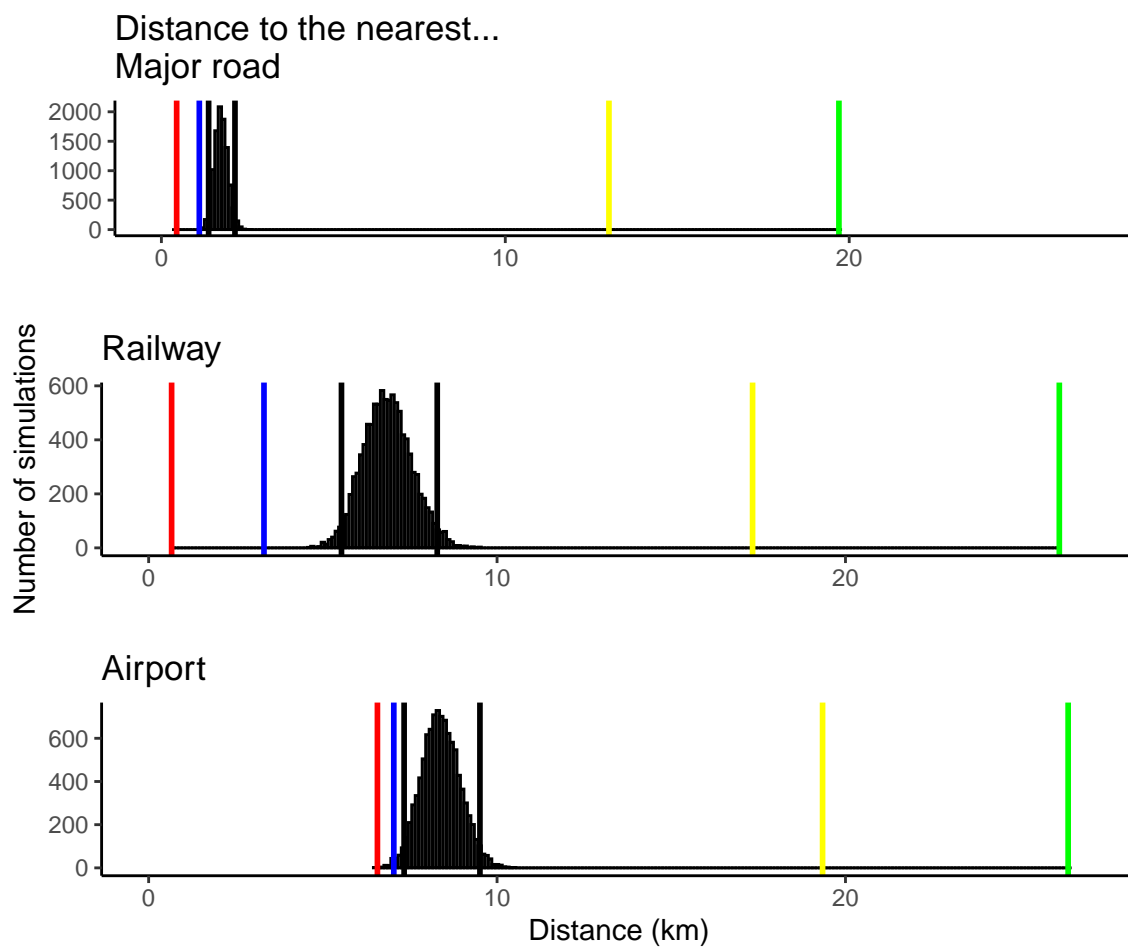 Distance to the nearest...
Major road
2000
1500
1000
500
0
0 10 20
Number of simulations
Railway
600
400
200
0
0 10 20
Airport
600
400
200
0
0 10 20
Distance (km)